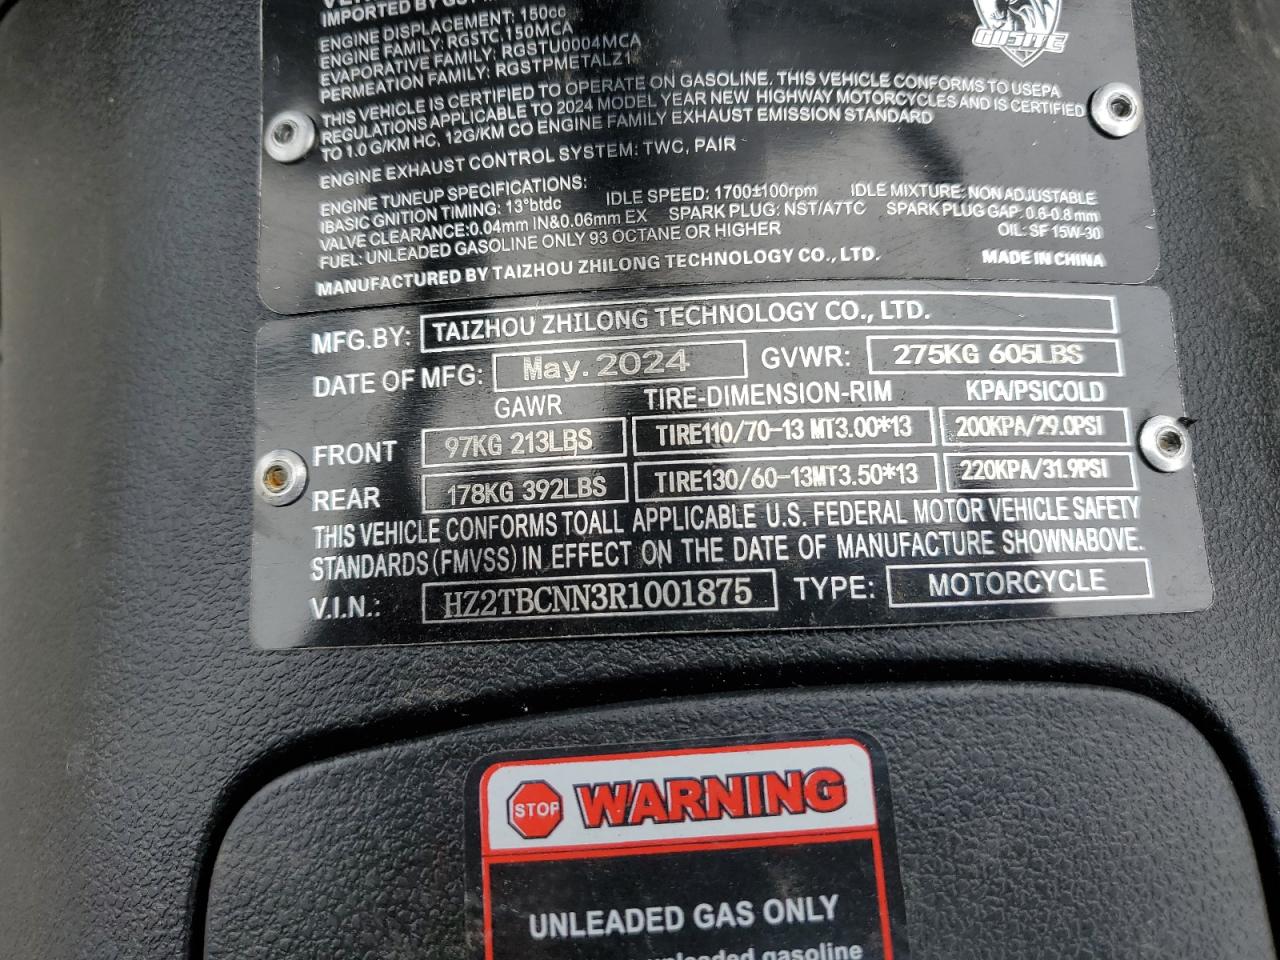 IMPORTED BY
GUSITE
ENGINE DISPLACEMENT: 150cc
ENGINE FAMILY: RGSTC.150MCA
EVAPORATIVE FAMILY: RGSTU0004MCA
PERMEATION FAMILY: RGSTPMETALZ1
THIS VEHICLE IS CERTIFIED TO OPERATE ON GASOLINE. THIS VEHICLE CONFORMS TO USEPA
REGULATIONS APPLICABLE TO 2024 MODEL YEAR NEW HIGHWAY MOTORCYCLES AND IS CERTIFIED
TO 1.0 G/KM HC, 12G/KM CO ENGINE FAMILY EXHAUST EMISSION STANDARD
ENGINE EXHAUST CONTROL SYSTEM: TWC, PAIR
ENGINE TUNEUP SPECIFICATIONS: IDLE SPEED: 1700±100rpm IDLE MIXTURE: NON ADJUSTABLE
IBASIC GNITION TIMING: 13°btdc SPARK PLUG: NST/A7TC SPARK PLUG GAP: 0.6-0.8 mm
VALVE CLEARANCE:0.04mm IN&0.06mm EX OIL: SF 15W-30
FUEL: UNLEADED GASOLINE ONLY 93 OCTANE OR HIGHER
MANUFACTURED BY TAIZHOU ZHILONG TECHNOLOGY CO., LTD. MADE IN CHINA
MFG.BY: TAIZHOU ZHILONG TECHNOLOGY CO., LTD.
DATE OF MFG: May.2024 GVWR: 275KG 605LBS
GAWR TIRE-DIMENSION-RIM KPA/PSICOLD
FRONT 97KG 213LBS TIRE110/70-13 MT3.00*13 200KPA/29.0PSI
REAR 178KG 392LBS TIRE130/60-13MT3.50*13 220KPA/31.9PSI
THIS VEHICLE CONFORMS TOALL APPLICABLE U.S. FEDERAL MOTOR VEHICLE SAFETY
STANDARDS (FMVSS) IN EFFECT ON THE DATE OF MANUFACTURE SHOWNABOVE.
V.I.N.: HZ2TBCNN3R1001875 TYPE: MOTORCYCLE
STOP WARNING
UNLEADED GAS ONLY
unleaded gasoline